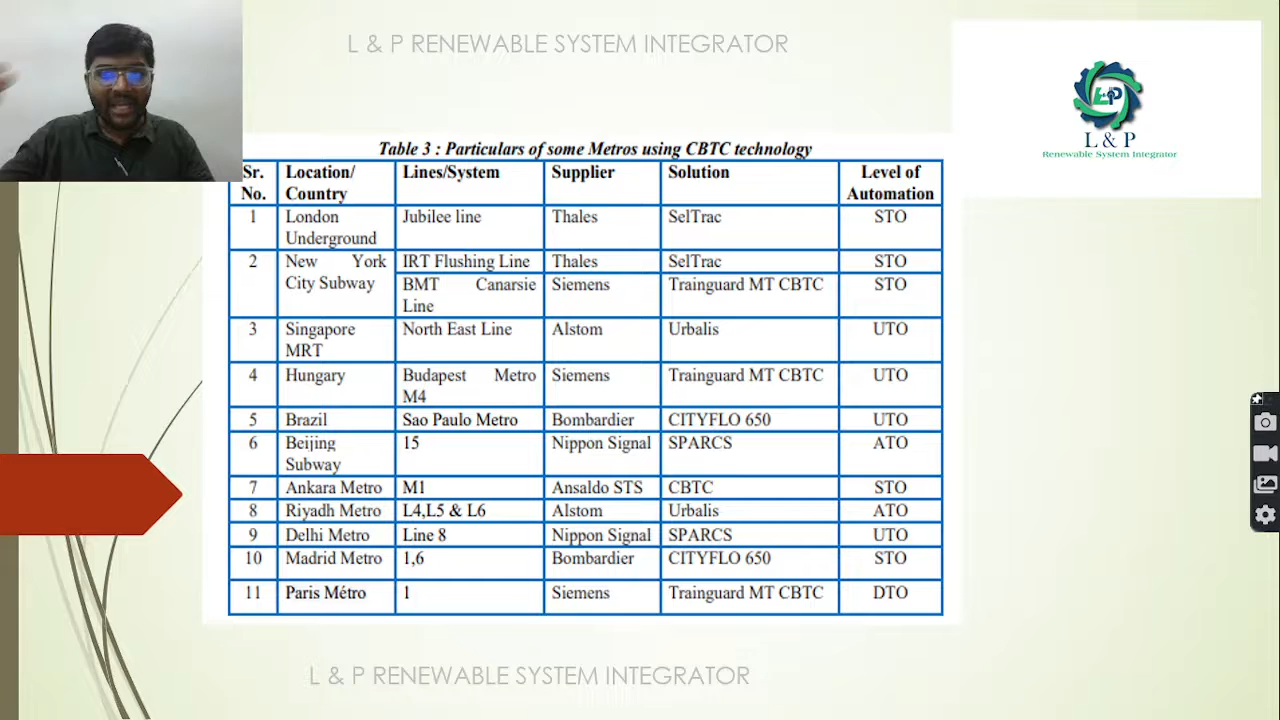 L & P RENEWABLE SYSTEM INTEGRATOR
L&P
L & P
Renewable System Integrator
Table 3 : Particulars of some Metros using CBTC technology
Sr. No. Location/ Country Lines/System Supplier Solution Level of Automation
1 London Underground Jubilee line Thales SelTrac STO
2 New York City Subway IRT Flushing Line Thales SelTrac STO
BMT Canarsie Line Siemens Trainguard MT CBTC STO
3 Singapore MRT North East Line Alstom Urbalis UTO
4 Hungary Budapest Metro M4 Siemens Trainguard MT CBTC UTO
5 Brazil Sao Paulo Metro Bombardier CITYFLO 650 UTO
6 Beijing Subway 15 Nippon Signal SPARCS ATO
7 Ankara Metro M1 Ansaldo STS CBTC STO
8 Riyadh Metro L4,L5 & L6 Alstom Urbalis ATO
9 Delhi Metro Line 8 Nippon Signal SPARCS UTO
10 Madrid Metro 1,6 Bombardier CITYFLO 650 STO
11 Paris Métro 1 Siemens Trainguard MT CBTC DTO
L & P RENEWABLE SYSTEM INTEGRATOR